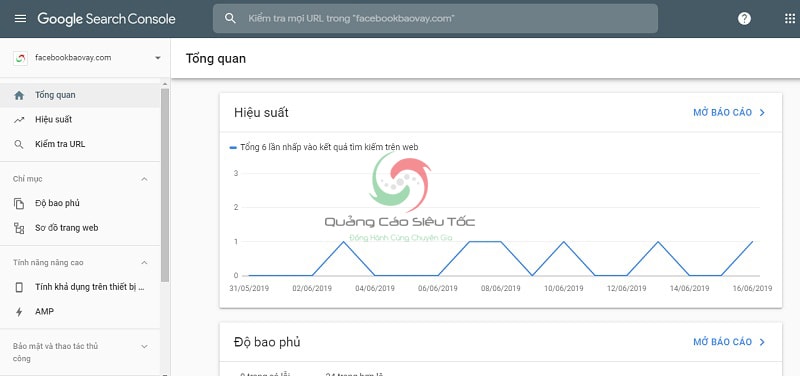 Google Search Console
Kiểm tra mọi URL trong "facebookbaovay.com"
facebookbaovay.com
Tổng quan
Hiệu suất
Kiểm tra URL
Chỉ mục
Độ bao phủ
Sơ đồ trang web
Tính năng nâng cao
Tính khả dụng trên thiết bị ...
AMP
Bảo mật và thao tác thủ
công
Tổng quan
Hiệu suất
MỞ BÁO CÁO
Tổng 6 lần nhấp vào kết quả tìm kiếm trên web
3
2
1
0
Quảng Cáo Siêu Tốc
Đồng Hành Cùng Chuyên Gia
31/05/2019 02/06/2019 04/06/2019 06/06/2019 08/06/2019 10/06/2019 12/06/2019 14/06/2019 16/06/2019
Độ bao phủ
MỞ BÁO CÁO